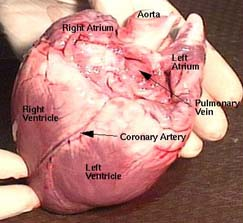 Aorta
Right Atrium
Left
Atrium
Pulmonary
Vein
Right
Ventricle
Coronary Artery
Left
Ventricle